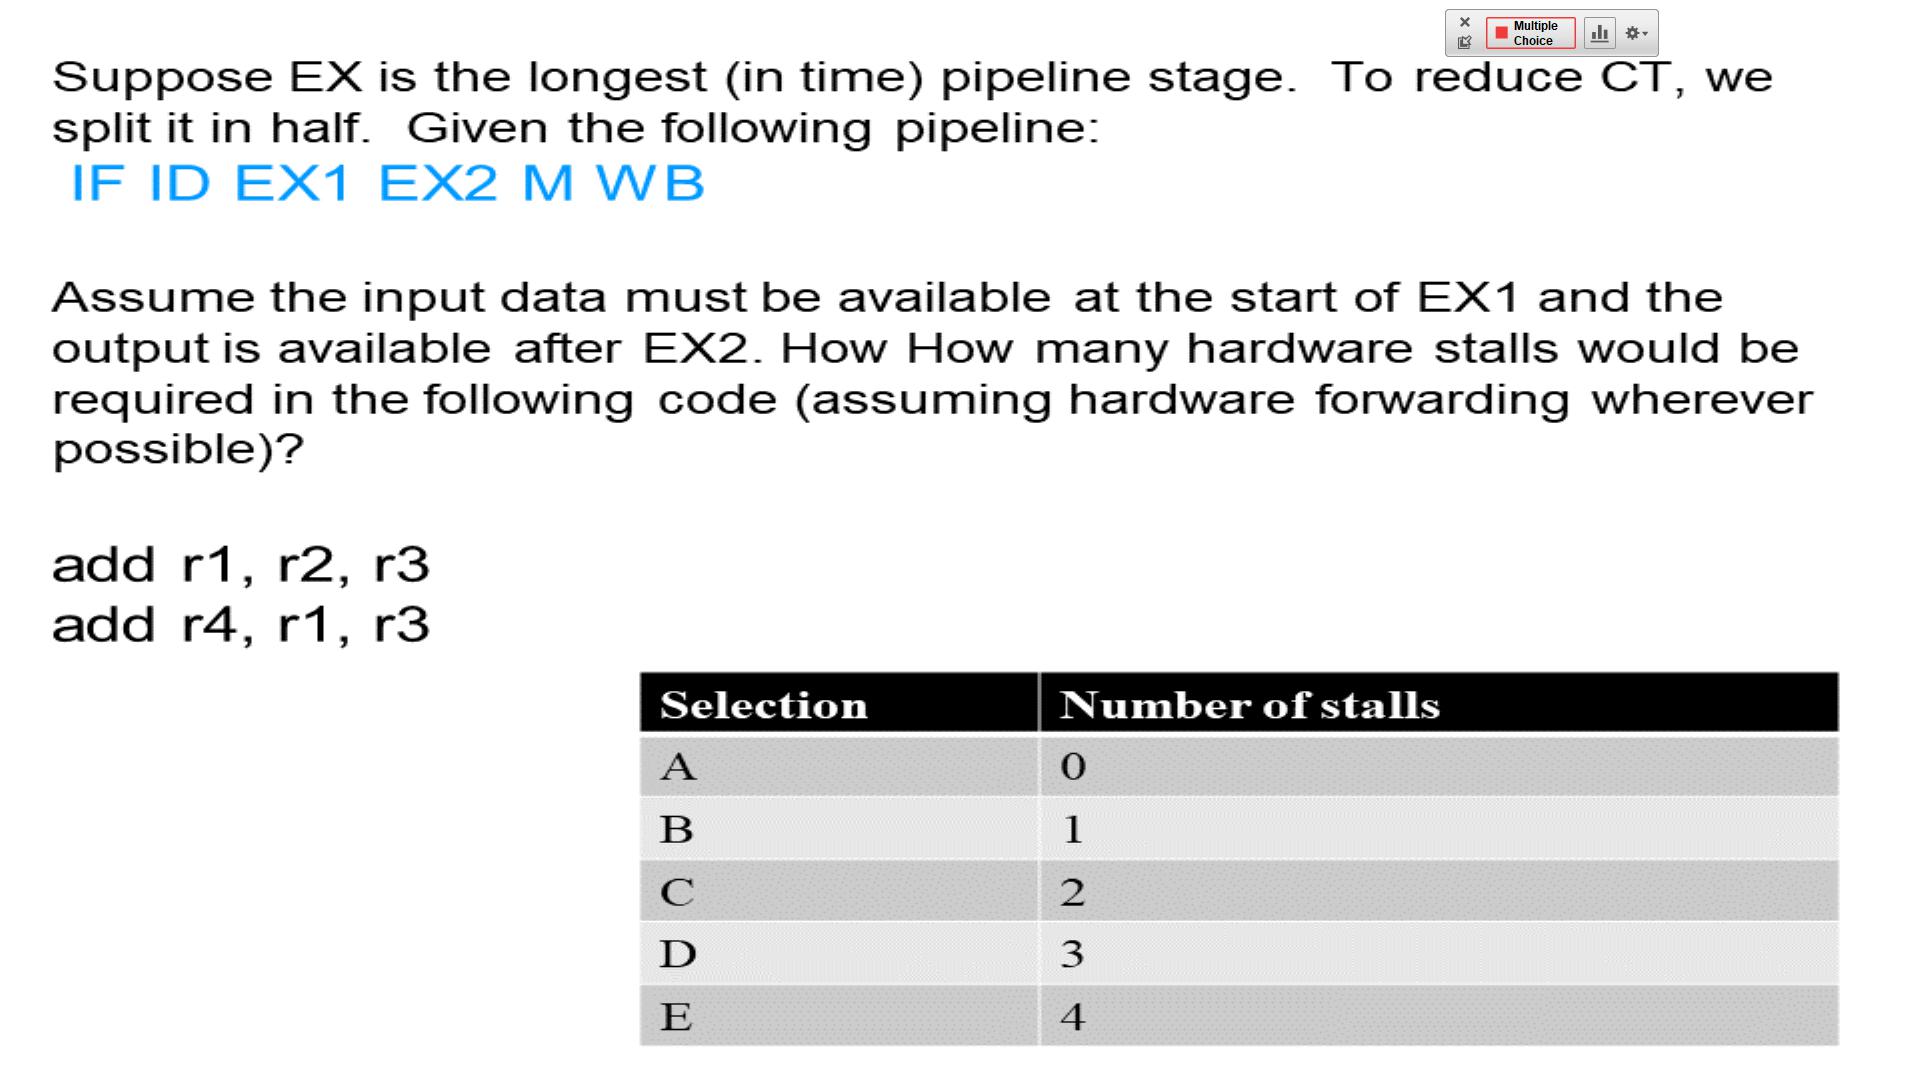 Multiple
Choice
Suppose EX is the longest (in time) pipeline stage. To reduce CT, we
split it in half. Given the following pipeline:
IF ID EX1 EX2 M WB
Assume the input data must be available at the start of EX1 and the
output is available after EX2. How How many hardware stalls would be
required in the following code (assuming hardware forwarding wherever
possible)?
add r1, r2, r3
add r4, r1, r3
Selection Number of stalls
A 0
B 1
C 2
D 3
E 4